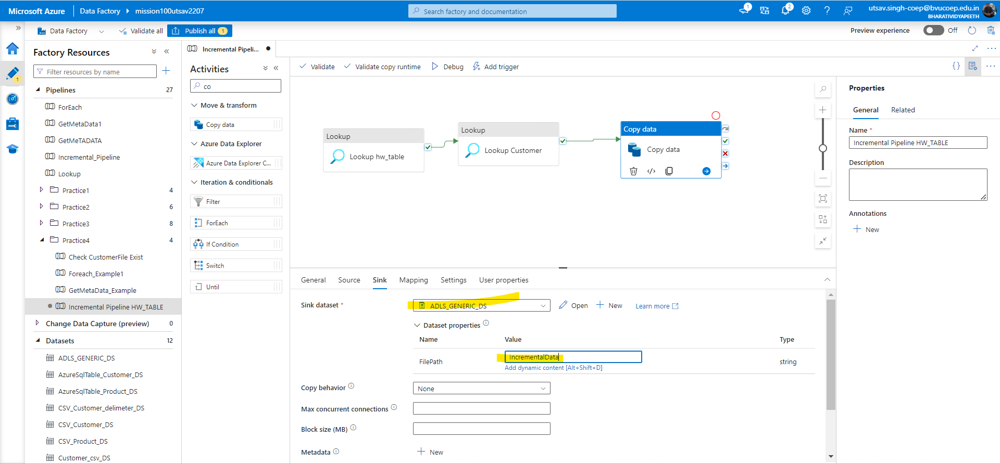 Microsoft Azure
Data Factory
mission100utsav2207
Search factory and documentation
1
2
utsav.singh-coep@bvucoep.edu.in
BHARATIVIDYAPEETH
Data Factory
Validate all
Publish all
1
Preview experience
Off
1
Factory Resources
Filter resources by name
Pipelines
27
ForEach
GetMetaData1
GetMeTADATA
Incremental_Pipeline
Lookup
Practice1
4
Practice2
6
Practice3
8
Practice4
4
Check CustomerFile Exist
Foreach_Example1
GetMetaData_Example
Incremental Pipeline HW_TABLE
Change Data Capture (preview)
0
Datasets
12
ADLS_GENERIC_DS
AzureSqlTable_Customer_DS
AzureSqlTable_Product_DS
CSV_Customer_delimeter_DS
CSV_Customer_DS
CSV_Product_DS
Customer_csv_DS
Incremental Pipeli...
Activities
co
Move & transform
Copy data
Azure Data Explorer
Azure Data Explorer C...
Iteration & conditionals
Filter
ForEach
If Condition
Switch
Until
Validate
Validate copy runtime
Debug
Add trigger
Lookup
Lookup hw_table
Lookup
Lookup Customer
Copy data
Copy data
General
Source
Sink
Mapping
Settings
User properties
Sink dataset *
ADLS_GENERIC_DS
Open
New
Learn more
Dataset properties
Name
Value
Type
FilePath
IncrementalData
string
Add dynamic content [Alt+Shift+D]
Copy behavior
None
Max concurrent connections
Block size (MB)
Metadata
New
Properties
General
Related
Name *
Incremental Pipeline HW_TABLE
Description
Annotations
New